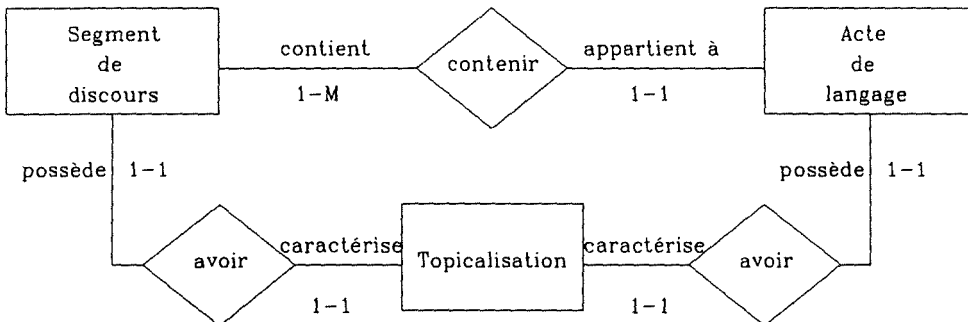 Segment
de
discours
contient
1-M
contenir
appartient à
1-1
Acte
de
langage
possède
1-1
possède
1-1
avoir
caractérise
1-1
Topicalisation
caractérise
1-1
avoir